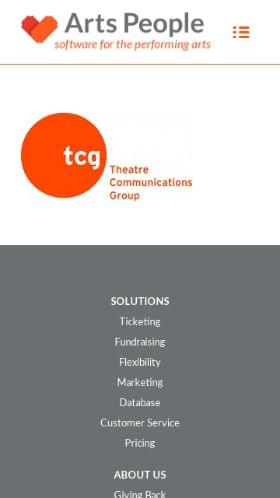 Arts People
software for the performing arts
tcg
Theatre
Communications
Group
SOLUTIONS
Ticketing
Fundraising
Flexibility
Marketing
Database
Customer Service
Pricing
ABOUT US
Giving Back